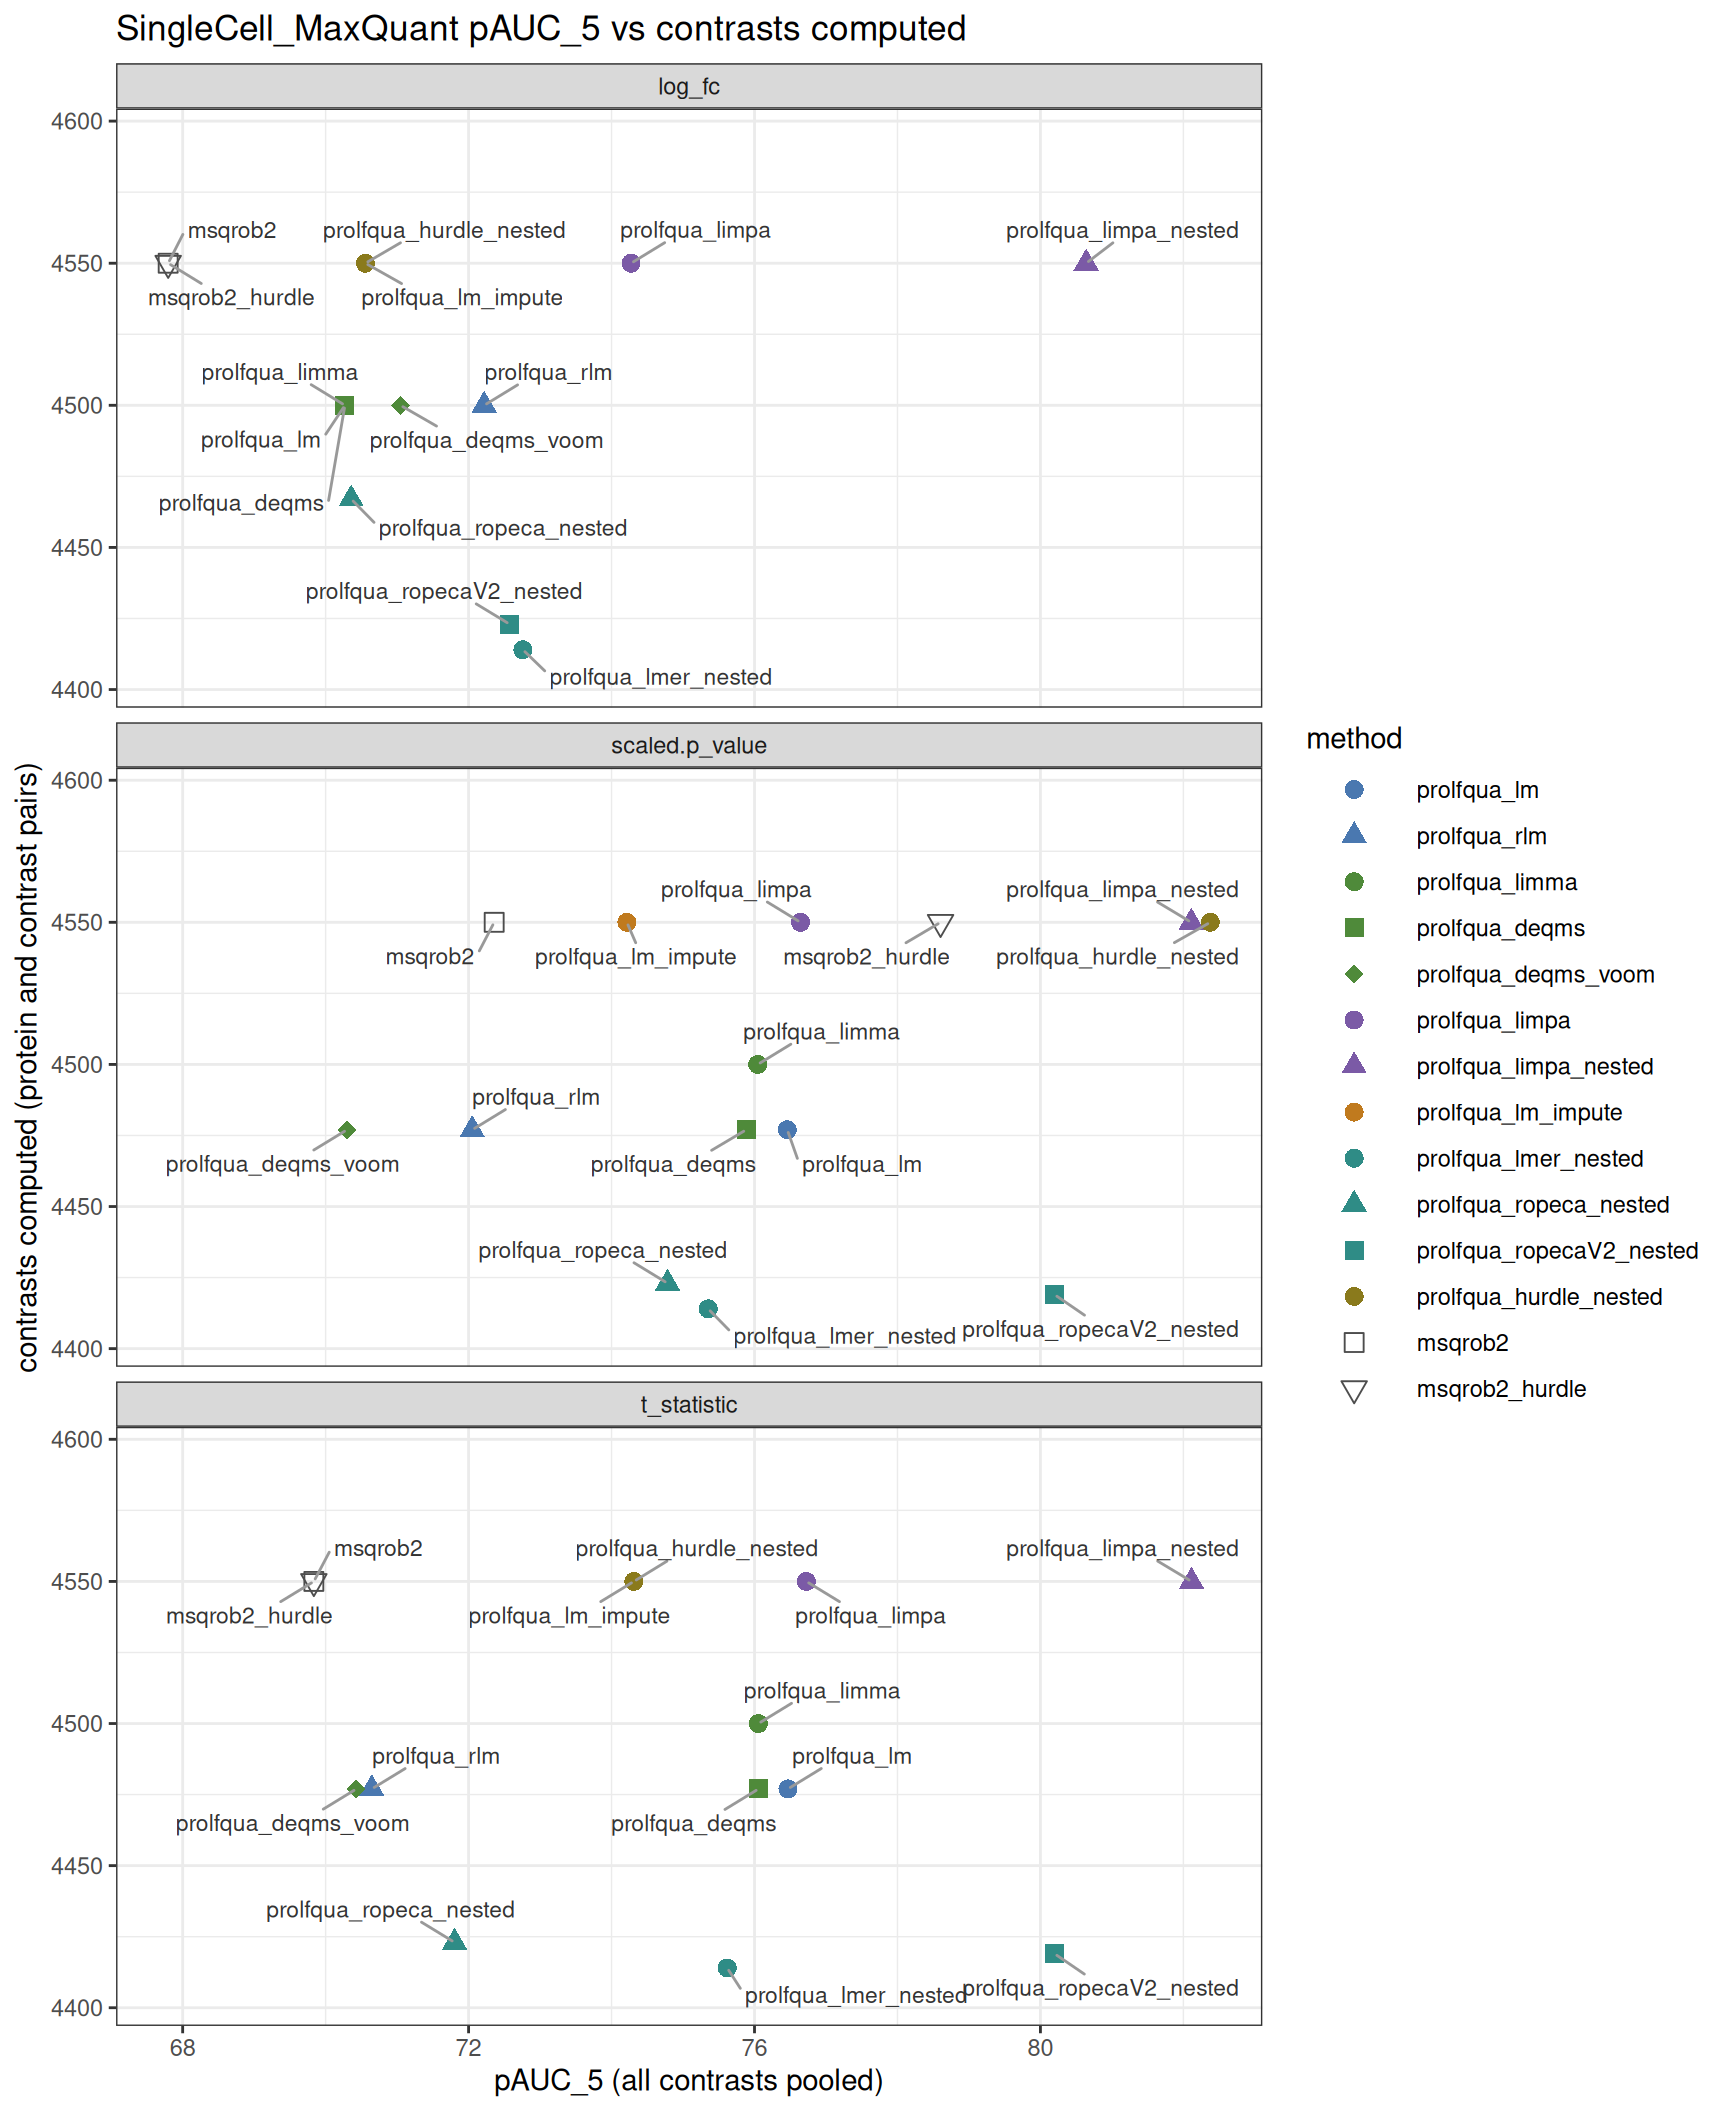 SingleCell_MaxQuant pAUC_5 vs contrasts computed
log_fc
4600
msqrob2
prolfqua_hurdle_nested
prolfqua_limpa
prolfqua_limpa_nested
4550
msqrob2_hurdle
prolfqua_lm_impute
prolfqua_limma
prolfqua_rlm
4500
prolfqua_lm
prolfqua_deqms_voom
prolfqua_deqms
prolfqua_ropeca_nested
4450
prolfqua_ropecaV2_nested
prolfqua_lmer_nested
4400
scaled.p_value
4600
prolfqua_limpa
prolfqua_limpa_nested
4550
msqrob2
prolfqua_lm_impute
msqrob2_hurdle
prolfqua_hurdle_nested
prolfqua_limma
4500
prolfqua_rlm
prolfqua_deqms_voom
prolfqua_deqms
prolfqua_lm
4450
prolfqua_ropeca_nested
prolfqua_lmer_nested
prolfqua_ropecaV2_nested
4400
t_statistic
4600
msqrob2
prolfqua_hurdle_nested
prolfqua_limpa_nested
4550
msqrob2_hurdle
prolfqua_lm_impute
prolfqua_limpa
prolfqua_limma
4500
prolfqua_rlm
prolfqua_lm
prolfqua_deqms_voom
prolfqua_deqms
4450
prolfqua_ropeca_nested
prolfqua_lmer_nested
prolfqua_ropecaV2_nested
4400
68
72
76
80
pAUC_5 (all contrasts pooled)
contrasts computed (protein and contrast pairs)
method
prolfqua_lm
prolfqua_rlm
prolfqua_limma
prolfqua_deqms
prolfqua_deqms_voom
prolfqua_limpa
prolfqua_limpa_nested
prolfqua_lm_impute
prolfqua_lmer_nested
prolfqua_ropeca_nested
prolfqua_ropecaV2_nested
prolfqua_hurdle_nested
msqrob2
msqrob2_hurdle